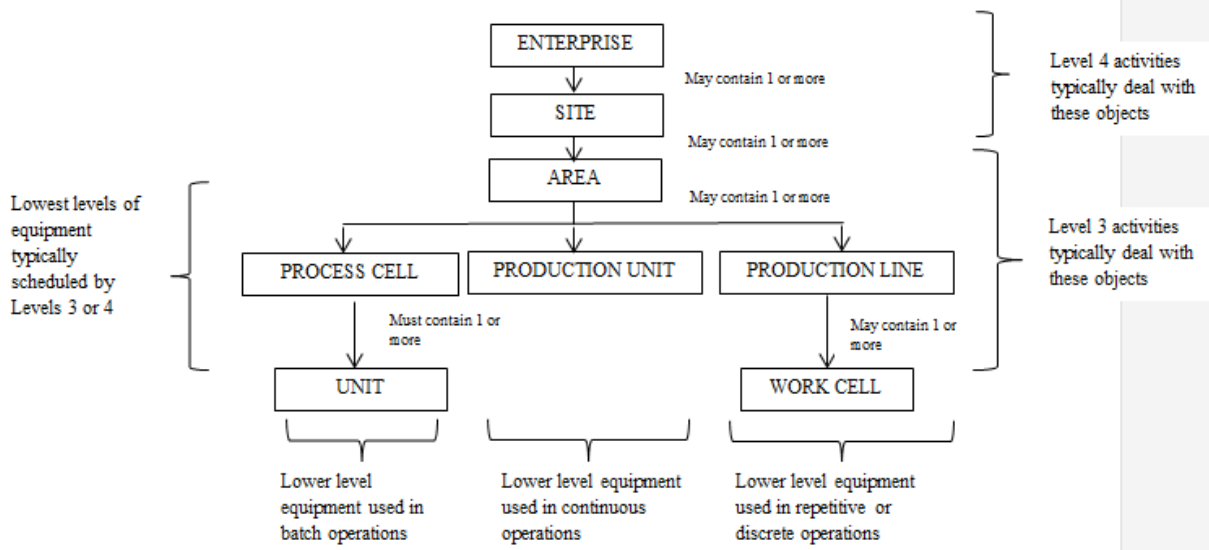 ENTERPRISE
May contain 1 or more
SITE
May contain 1 or more
AREA
May contain 1 or more
Level 4 activities
typically deal with
these objects
Lowest levels of
equipment
typically
scheduled by
Levels 3 or 4
PROCESS CELL
PRODUCTION UNIT
PRODUCTION LINE
Level 3 activities
typically deal with
these objects
Must contain 1 or
more
May contain 1 or
more
UNIT
WORK CELL
Lower level
equipment used in
batch operations
Lower level equipment
used in continuous
operations
Lower level equipment
used in repetitive or
discrete operations